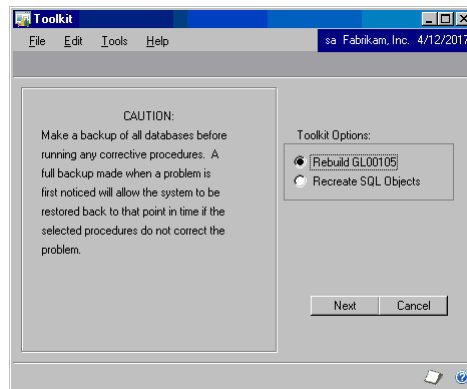 Toolkit
File Edit Tools Help
sa Fabrikam, Inc. 4/12/2017
CAUTION:
Make a backup of all databases before
running any corrective procedures. A
full backup made when a problem is
first noticed will allow the system to be
restored back to that point in time if the
selected procedures do not correct the
problem.
Toolkit Options:
Rebuild GL00105
Recreate SQL Objects
Next Cancel